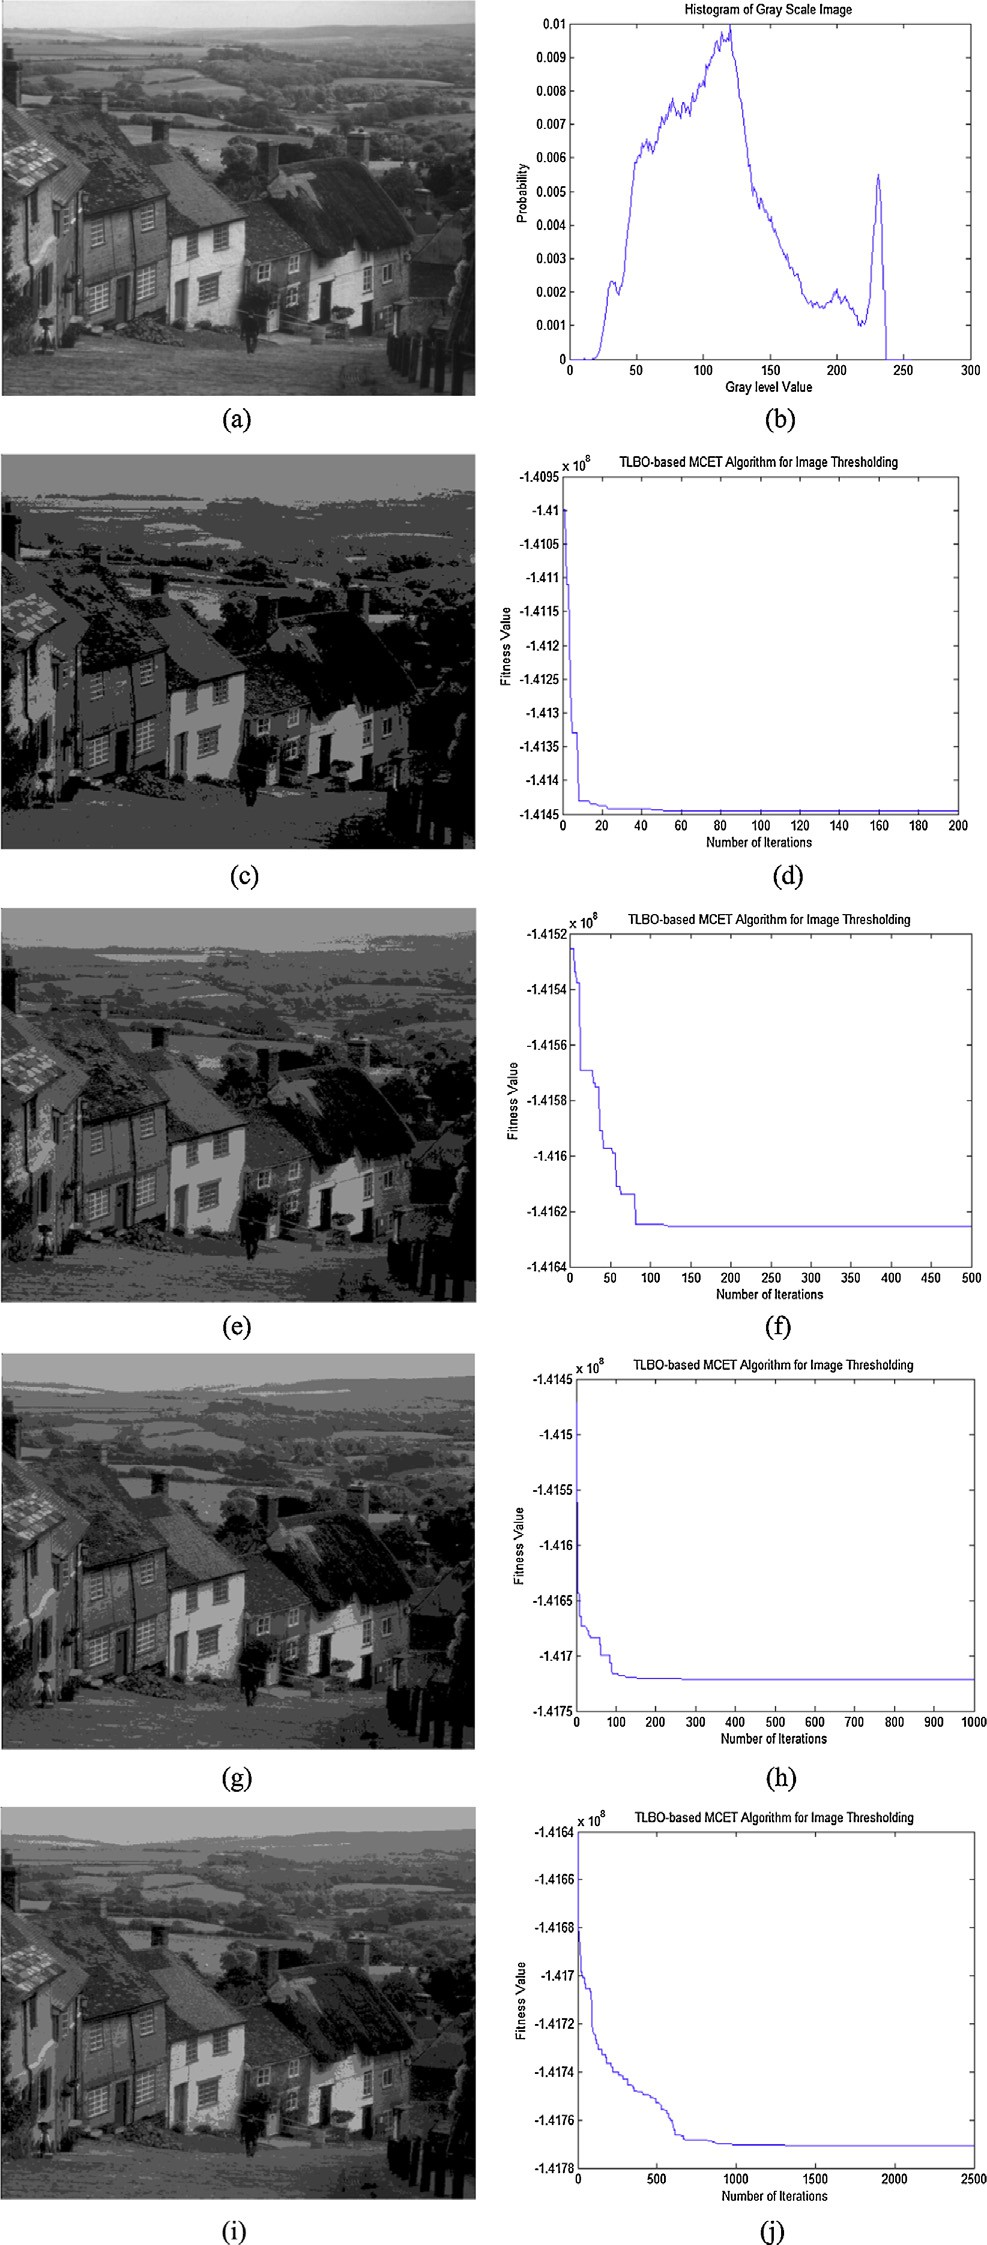 Histogram of Gray Scale Image
0.01
0.009
0.008
0.007
0.006
0.005
0.004
0.003
0.002
0.001
0
Probability
0 50 100 150 200 250 300
Gray level Value
(a) (b)
TLBO-based MCET Algorithm for Image Thresholding
x 10^8
-1.4095
-1.41
-1.4105
-1.411
-1.4115
-1.412
-1.4125
-1.413
-1.4135
-1.414
-1.4145
Fitness Value
0 20 40 60 80 100 120 140 160 180 200
Number of Iterations
(c) (d)
TLBO-based MCET Algorithm for Image Thresholding
x 10^8
-1.4152
-1.4154
-1.4156
-1.4158
-1.416
-1.4162
-1.4164
Fitness Value
0 50 100 150 200 250 300 350 400 450 500
Number of Iterations
(e) (f)
TLBO-based MCET Algorithm for Image Thresholding
x 10^8
-1.4145
-1.415
-1.4155
-1.416
-1.4165
-1.417
-1.4175
Fitness Value
0 100 200 300 400 500 600 700 800 900 1000
Number of Iterations
(g) (h)
TLBO-based MCET Algorithm for Image Thresholding
x 10^8
-1.4164
-1.4166
-1.4168
-1.417
-1.4172
-1.4174
-1.4176
-1.4178
Fitness Value
0 500 1000 1500 2000 2500
Number of Iterations
(i) (j)